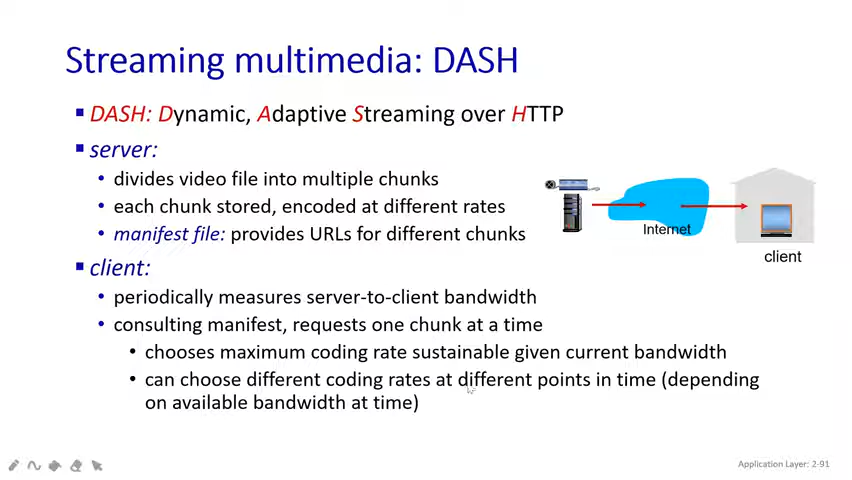 Streaming multimedia: DASH
DASH: Dynamic, Adaptive Streaming over HTTP
server:
divides video file into multiple chunks
each chunk stored, encoded at different rates
manifest file: provides URLs for different chunks
Internet
client
client:
periodically measures server-to-client bandwidth
consulting manifest, requests one chunk at a time
chooses maximum coding rate sustainable given current bandwidth
can choose different coding rates at different points in time (depending
on available bandwidth at time)
Application Layer: 2-91